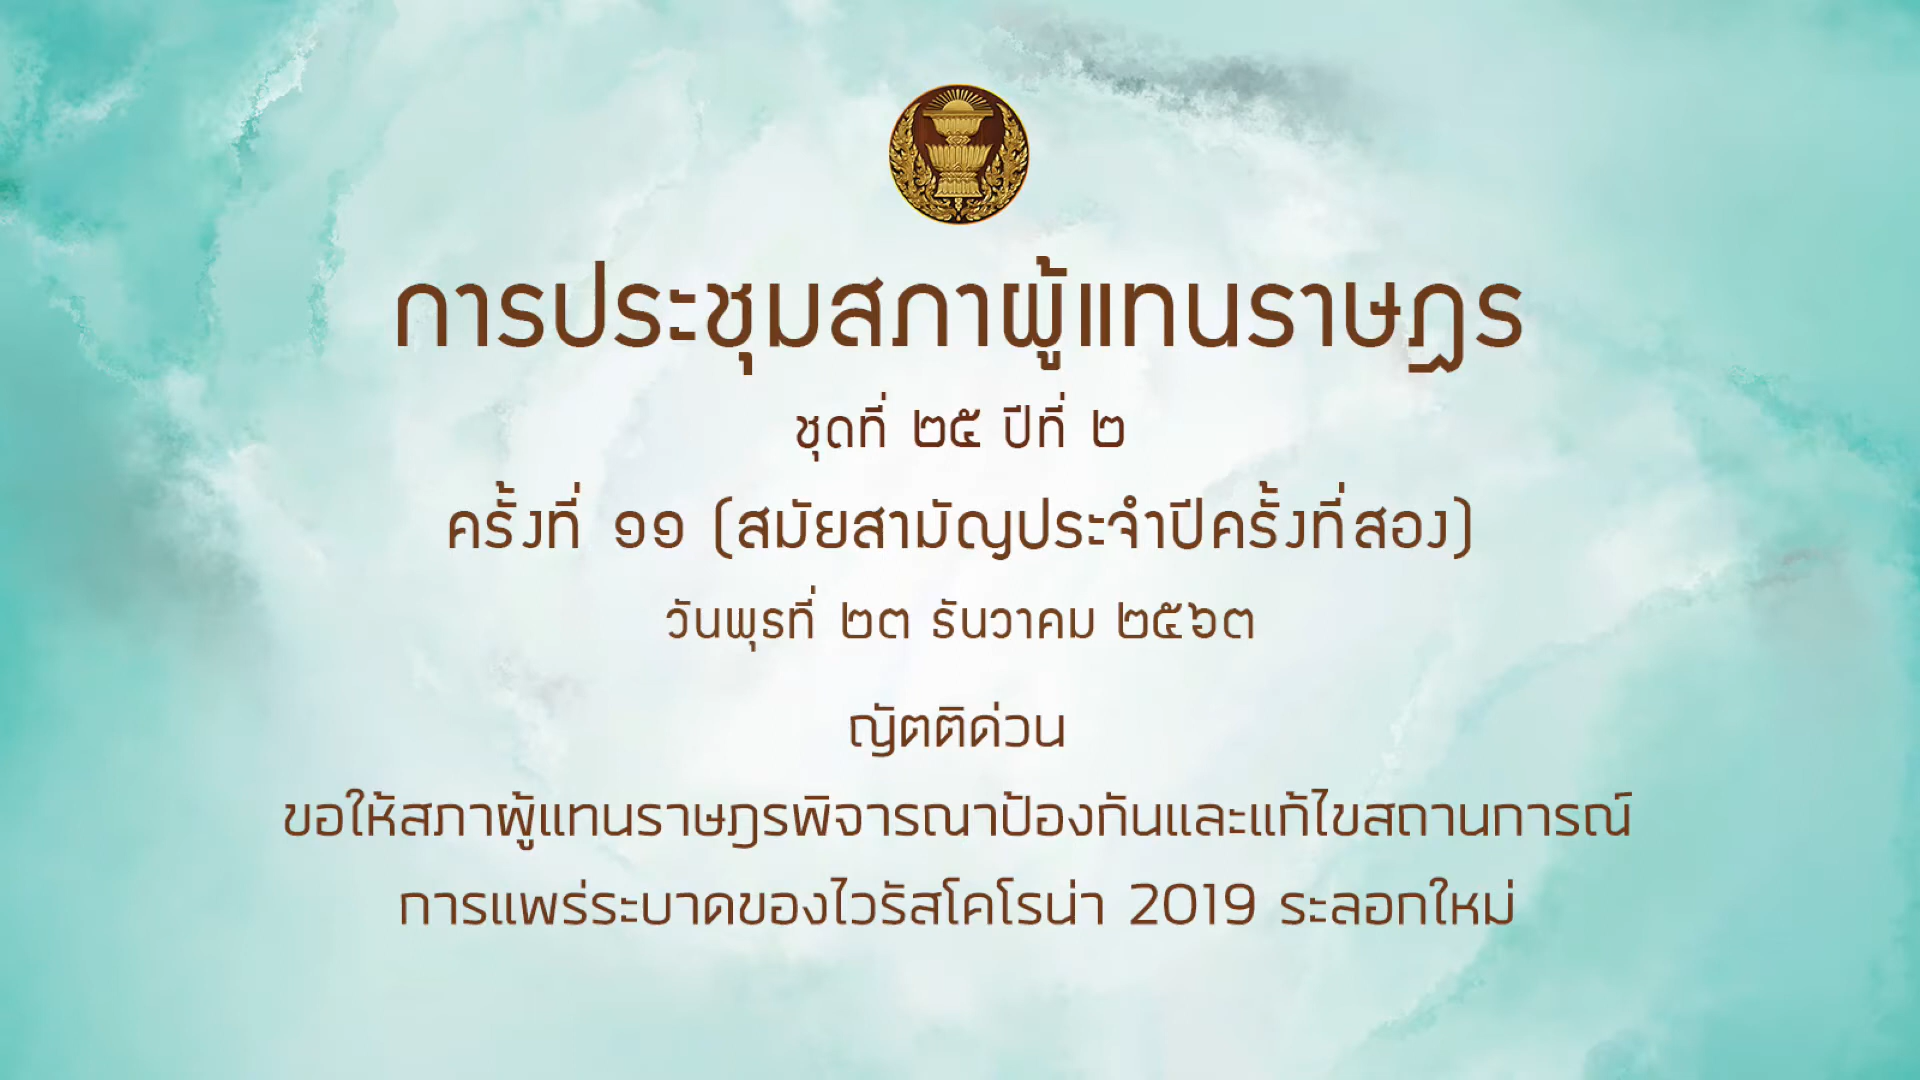 การประชุมสภาผู้แทนราษฎร
ชุดที่ ๒๕ ปีที่ ๒
ครั้งที่ ๑๑ (สมัยสามัญประจำปีครั้งที่สอง)
วันพุธที่ ๒๓ ธันวาคม ๒๕๖๓
ญัตติด่วน
ขอให้สภาผู้แทนราษฎรพิจารณาป้องกันและแก้ไขสถานการณ์
การแพร่ระบาดของไวรัสโคโรน่า 2019 ระลอกใหม่